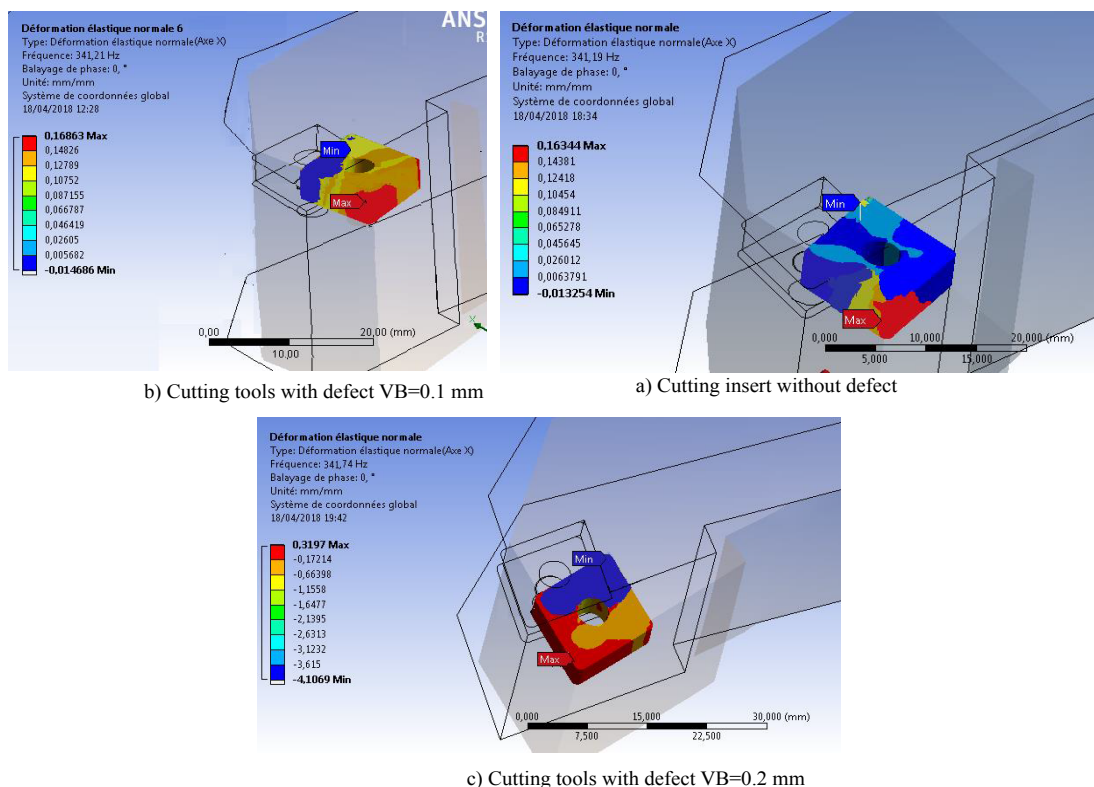 ANS
R
Déformation élastique normale 6
Type: Déformation élastique normale(Axe X)
Fréquence: 341,21 Hz
Balayage de phase: 0, °
Unité: mm/mm
Système de coordonnées global
18/04/2018 12:28
0,16863 Max
0,14826
0,12789
0,10752
0,087155
0,066787
0,046419
0,02605
0,005682
-0,014686 Min
Min
Max
0,00
20,00 (mm)
10,00
X
b) Cutting tools with defect VB=0.1 mm
Déformation élastique normale
Type: Déformation élastique normale(Axe X)
Fréquence: 341,19 Hz
Balayage de phase: 0, °
Unité: mm/mm
Système de coordonnées global
18/04/2018 18:34
0,16344 Max
0,14381
0,12418
0,10454
0,084911
0,065278
0,045645
0,026012
0,0063791
-0,013254 Min
Min
Max
0,000
10,000
20,000 (mm)
5,000
15,000
a) Cutting insert without defect
Déformation élastique normale
Type: Déformation élastique normale(Axe X)
Fréquence: 341,74 Hz
Balayage de phase: 0, °
Unité: mm/mm
Système de coordonnées global
18/04/2018 19:42
0,3197 Max
-0,17214
-0,66398
-1,1558
-1,6477
-2,1395
-2,6313
-3,1232
-3,615
-4,1069 Min
Min
Max
0,000
15,000
30,000 (mm)
7,500
22,500
c) Cutting tools with defect VB=0.2 mm